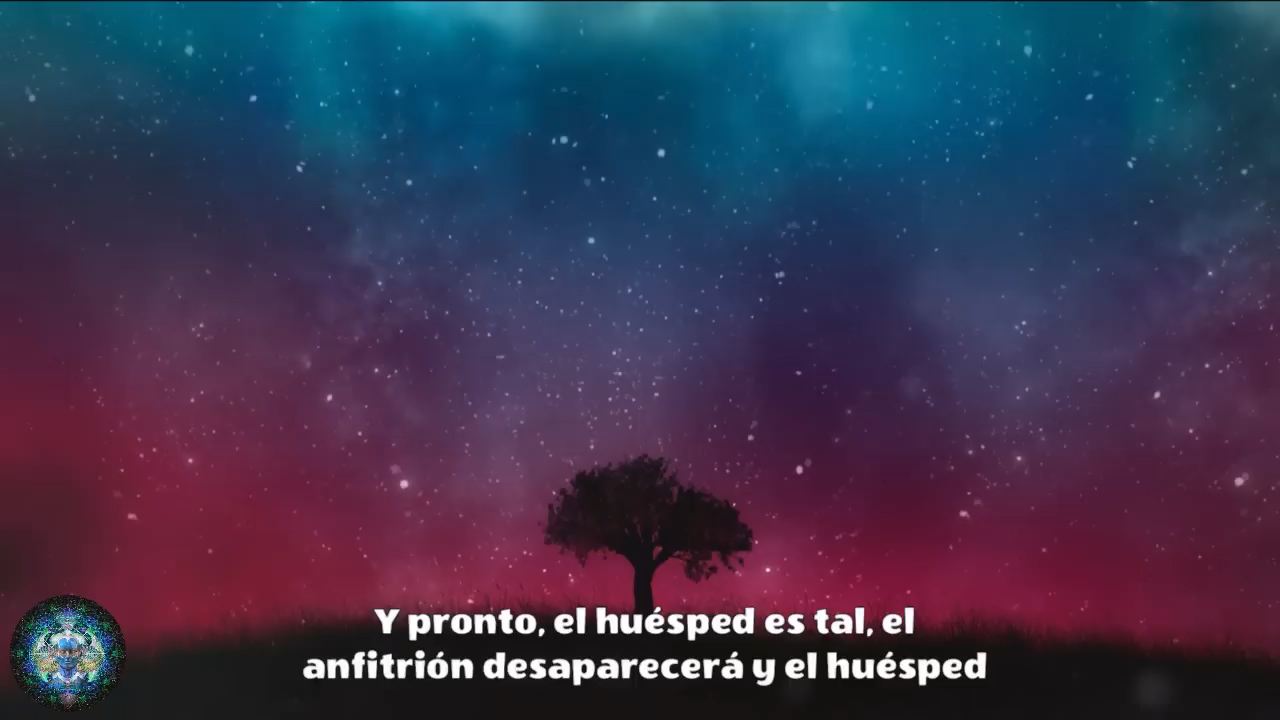 Y pronto, el huésped es tal, el
anfitrión desaparecerá y el huésped